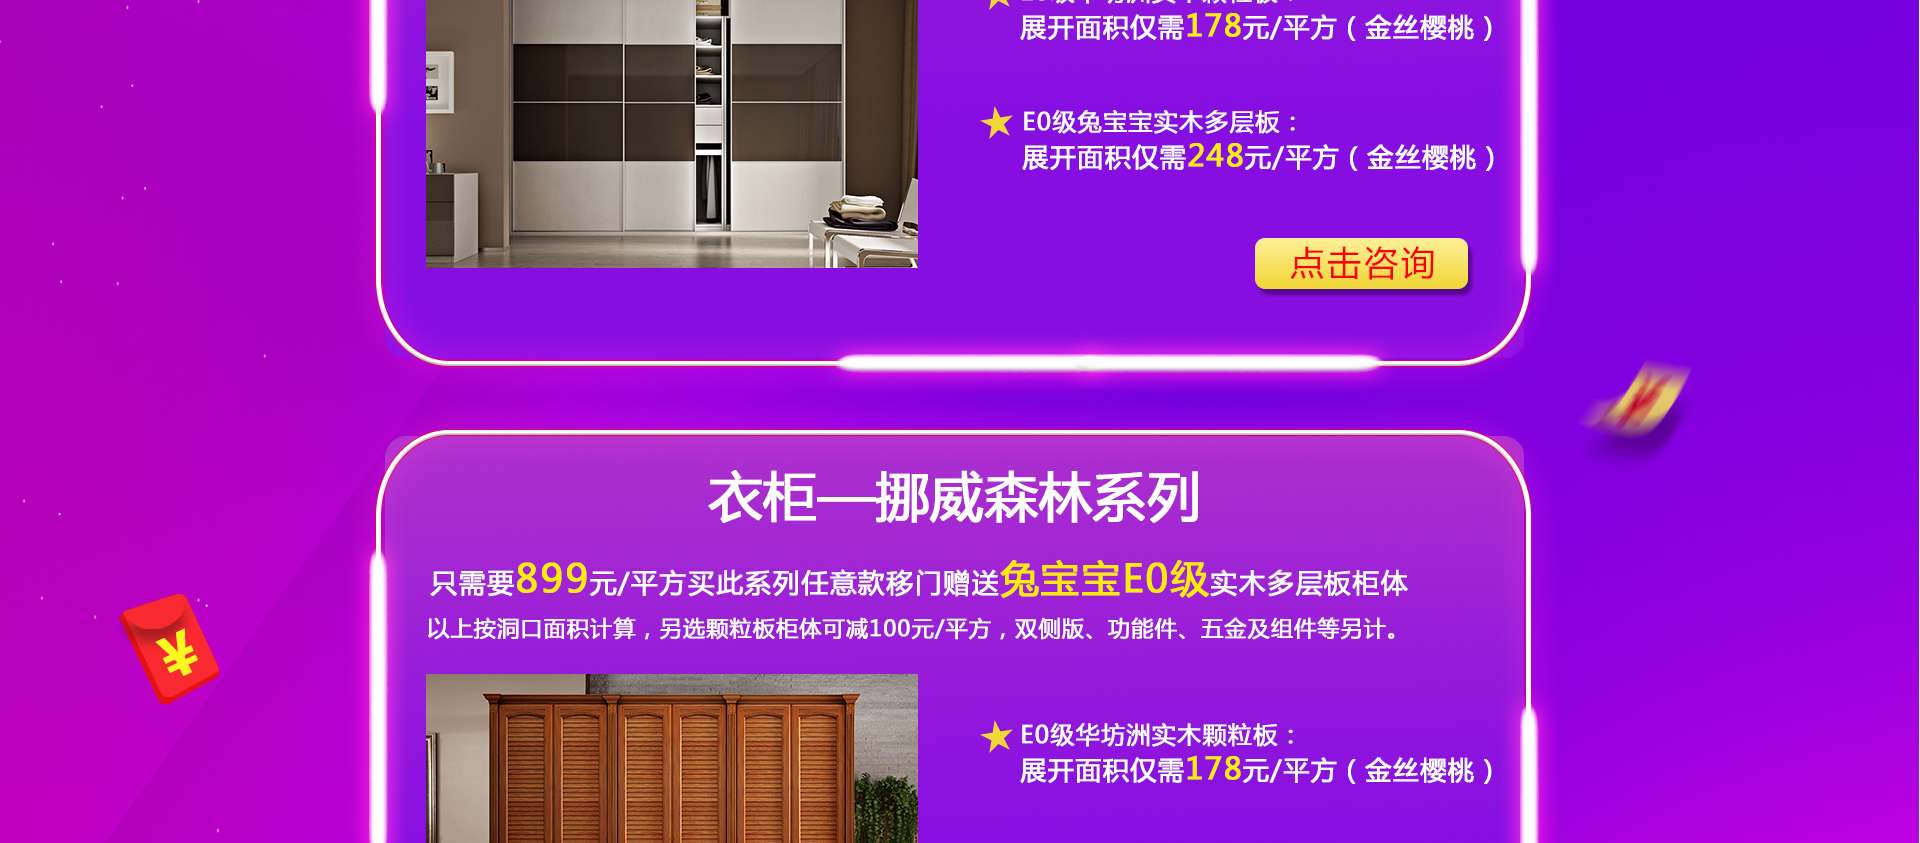 展开面积仅需178元/平方（金丝樱桃）
E0级兔宝宝实木多层板：
展开面积仅需248元/平方（金丝樱桃）
点击咨询
衣柜—挪威森林系列
只需要899元/平方买此系列任意款移门赠送兔宝宝E0级实木多层板柜体
以上按洞口面积计算，另选颗粒板柜体可减100元/平方，双侧版、功能件、五金及组件等另计。
¥
E0级华坊洲实木颗粒板：
展开面积仅需178元/平方（金丝樱桃）